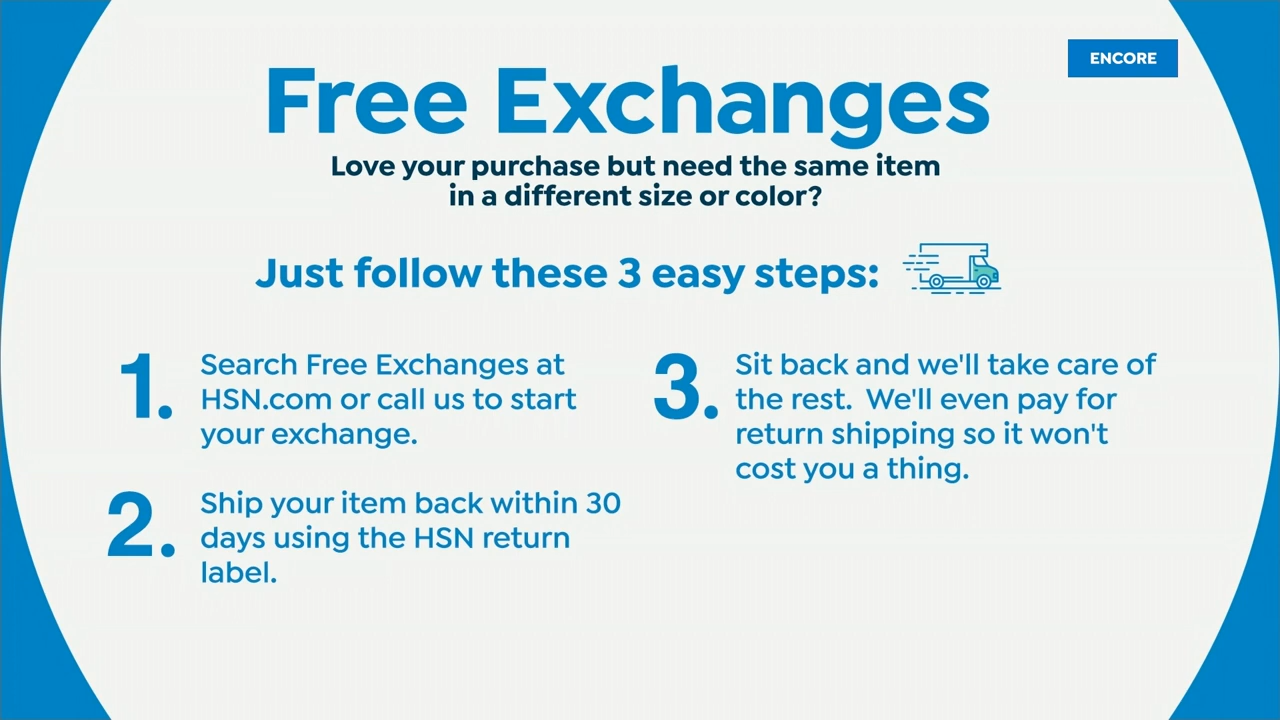 ENCORE
Free Exchanges
Love your purchase but need the same item
in a different size or color?
Just follow these 3 easy steps:
1. Search Free Exchanges at
HSN.com or call us to start
your exchange.
2. Ship your item back within 30
days using the HSN return
label.
3. Sit back and we'll take care of
the rest.  We'll even pay for
return shipping so it won't
cost you a thing.